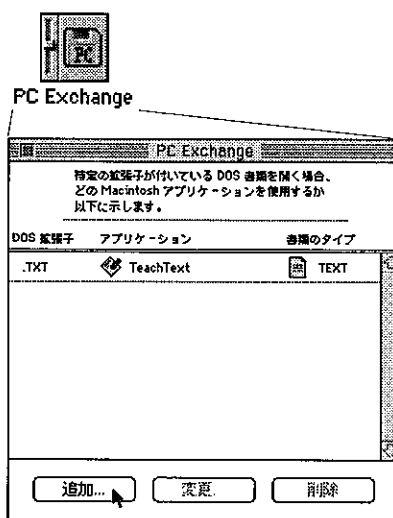 PC
PC Exchange
PC Exchange
特定の拡張子が付いている DOS 書類を開く場合、
どの Macintosh アプリケーションを使用するか
以下に示します。
DOS 拡張子 アプリケーション 書類のタイプ
.TXT TeachText TEXT
追加... 変更... 削除